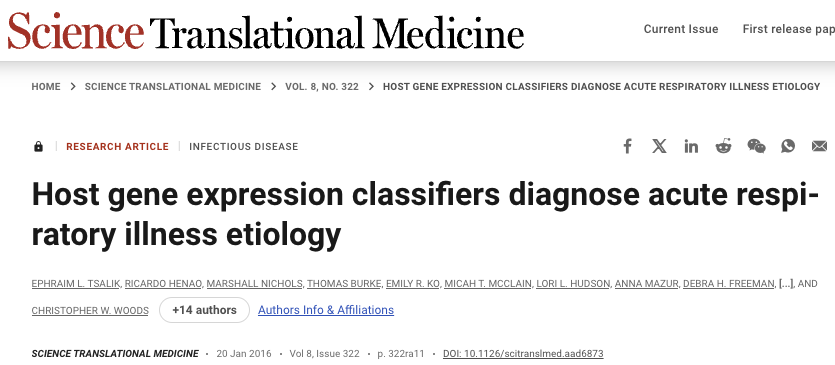 Science Translational Medicine
Current Issue First release pap
HOME > SCIENCE TRANSLATIONAL MEDICINE > VOL. 8, NO. 322 > HOST GENE EXPRESSION CLASSIFIERS DIAGNOSE ACUTE RESPIRATORY ILLNESS ETIOLOGY
RESEARCH ARTICLE | INFECTIOUS DISEASE
Host gene expression classifiers diagnose acute respi-
ratory illness etiology
EPHRAIM L. TSALIK, RICARDO HENAO, MARSHALL NICHOLS, THOMAS BURKE, EMILY R. KO, MICAH T. MCCLAIN, LORI L. HUDSON, ANNA MAZUR, DEBRA H. FREEMAN, [...], AND
CHRISTOPHER W. WOODS +14 authors Authors Info & Affiliations
SCIENCE TRANSLATIONAL MEDICINE • 20 Jan 2016 • Vol 8, Issue 322 • p. 322ra11 • DOI: 10.1126/scitranslmed.aad6873